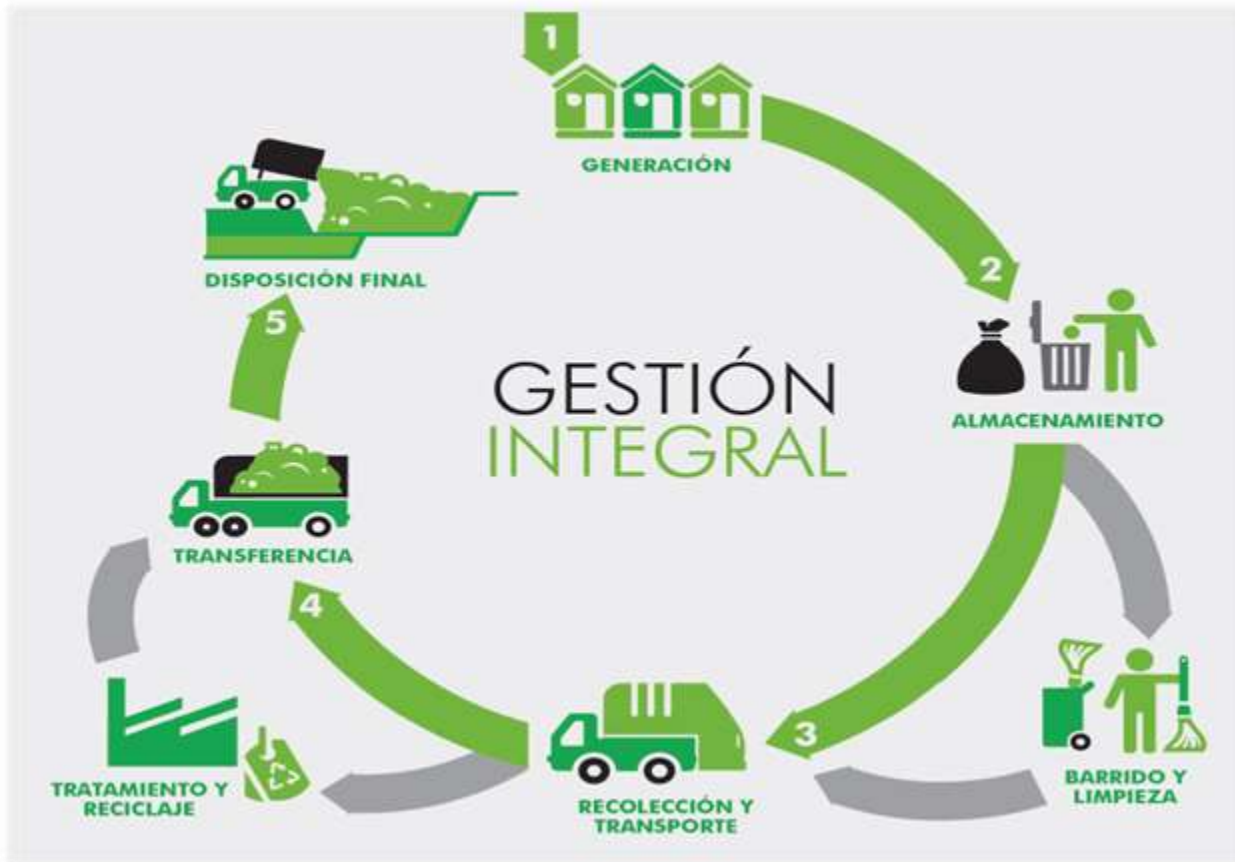 1
GENERACIÓN
2
ALMACENAMIENTO
BARRIDO Y
LIMPIEZA
3
RECOLECCIÓN Y
TRANSPORTE
TRATAMIENTO Y
RECICLAJE
4
TRANSFERENCIA
5
DISPOSICIÓN FINAL
GESTIÓN
INTEGRAL